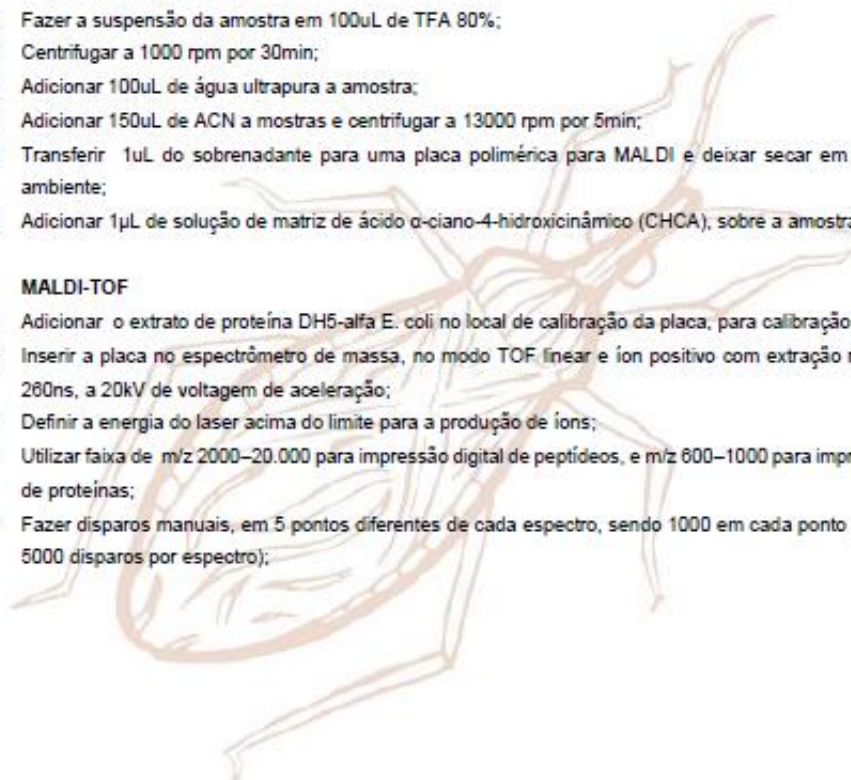 Fazer a suspensão da amostra em 100uL de TFA 80%;
Centrifugar a 1000 rpm por 30min;
Adicionar 100uL de água ultrapura a amostra;
Adicionar 150uL de ACN a mostras e centrifugar a 13000 rpm por 5min;
Transferir 1uL do sobrenadante para uma placa polimérica para MALDI e deixar secar em
ambiente;
Adicionar 1µL de solução de matriz de ácido α-ciano-4-hidroxicinâmico (CHCA), sobre a amostra
MALDI-TOF
Adicionar o extrato de proteína DH5-alfa E. coli no local de calibração da placa, para calibração
Inserir a placa no espectrômetro de massa, no modo TOF linear e íon positivo com extração
260ns, a 20kV de voltagem de aceleração;
Definir a energia do laser acima do limite para a produção de íons;
Utilizar faixa de m/z 2000–20.000 para impressão digital de peptídeos, e m/z 600–1000 para
de proteínas;
Fazer disparos manuais, em 5 pontos diferentes de cada espectro, sendo 1000 em cada ponto
5000 disparos por espectro);